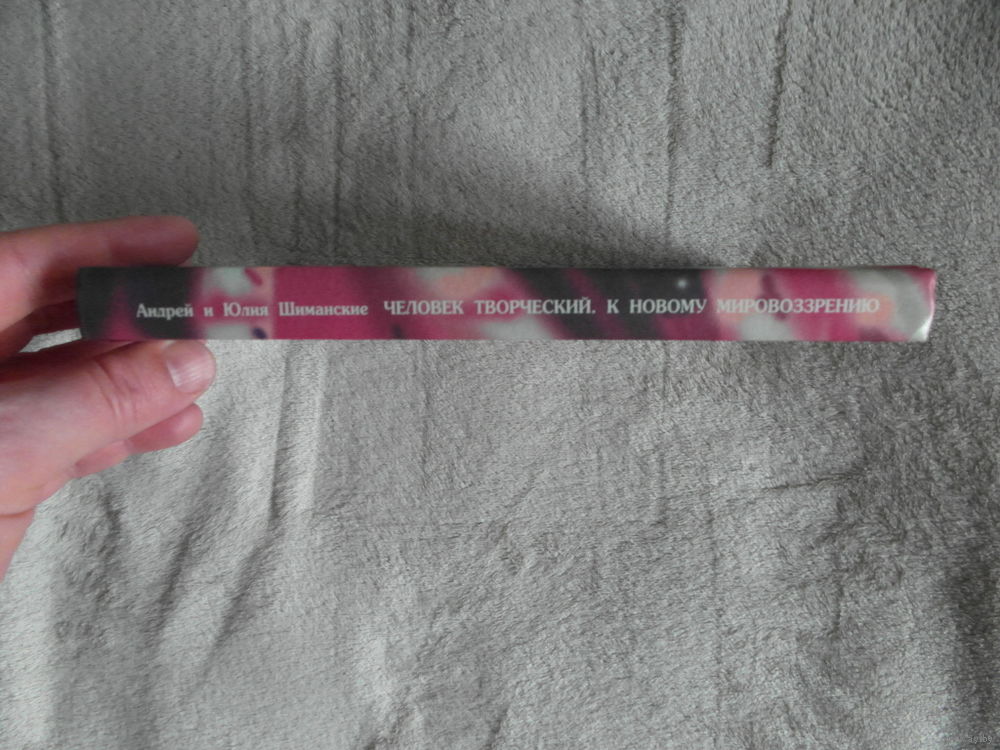 Андрей и Юлия Шиманские ЧЕЛОВЕК ТВОРЧЕСКИЙ. К НОВОМУ МИРОВОЗЗРЕНИЮ